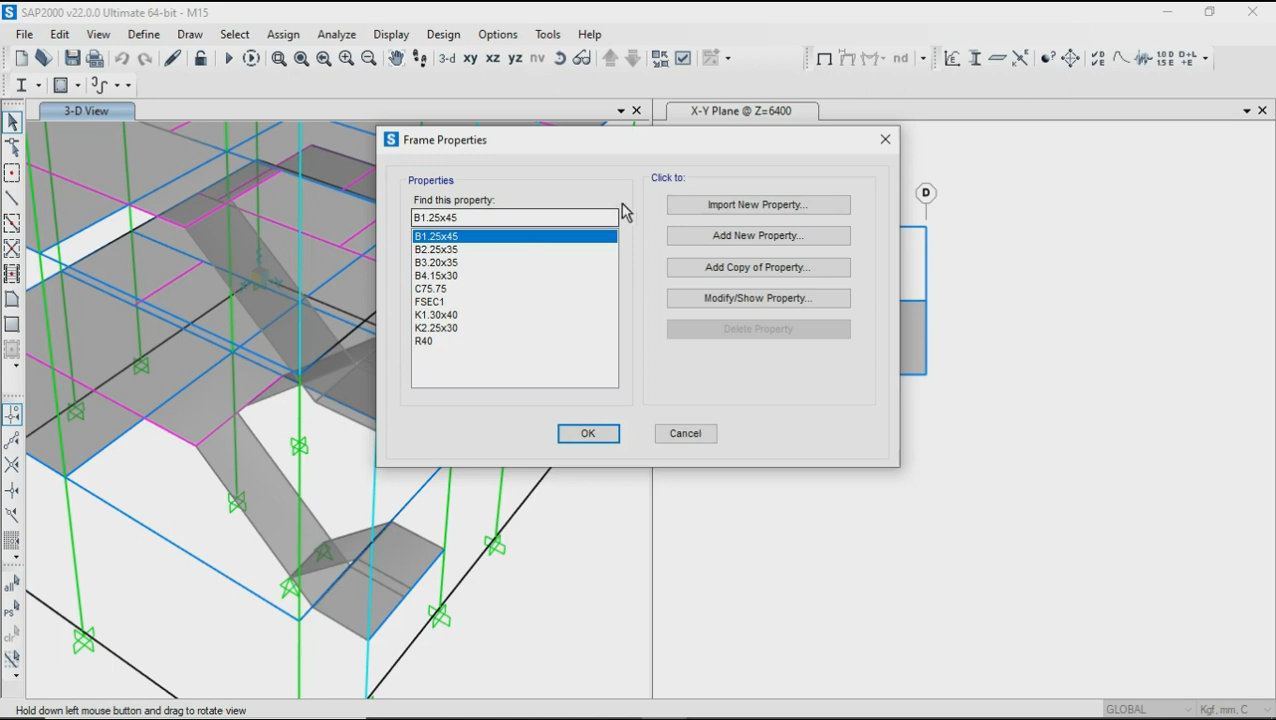 SAP2000 v22.0.0 Ultimate 64-bit - M15
File Edit View Define Draw Select Assign Analyze Display Design Options Tools Help
3-d xy xz yz nv nd
3-D View
X-Y Plane @ Z=6400
Frame Properties
Properties
Click to:
Find this property:
B1.25x45
Import New Property...
B1.25x45
Add New Property...
B2.25x35
B3.20x35
Add Copy of Property...
B4.15x30
C75.75
Modify/Show Property...
FSEC1
K1.30x40
K2.25x30
Delete Property
R40
OK
Cancel
D
all
PS
clr
Hold down left mouse button and drag to rotate view
GLOBAL
Kgf, mm, C